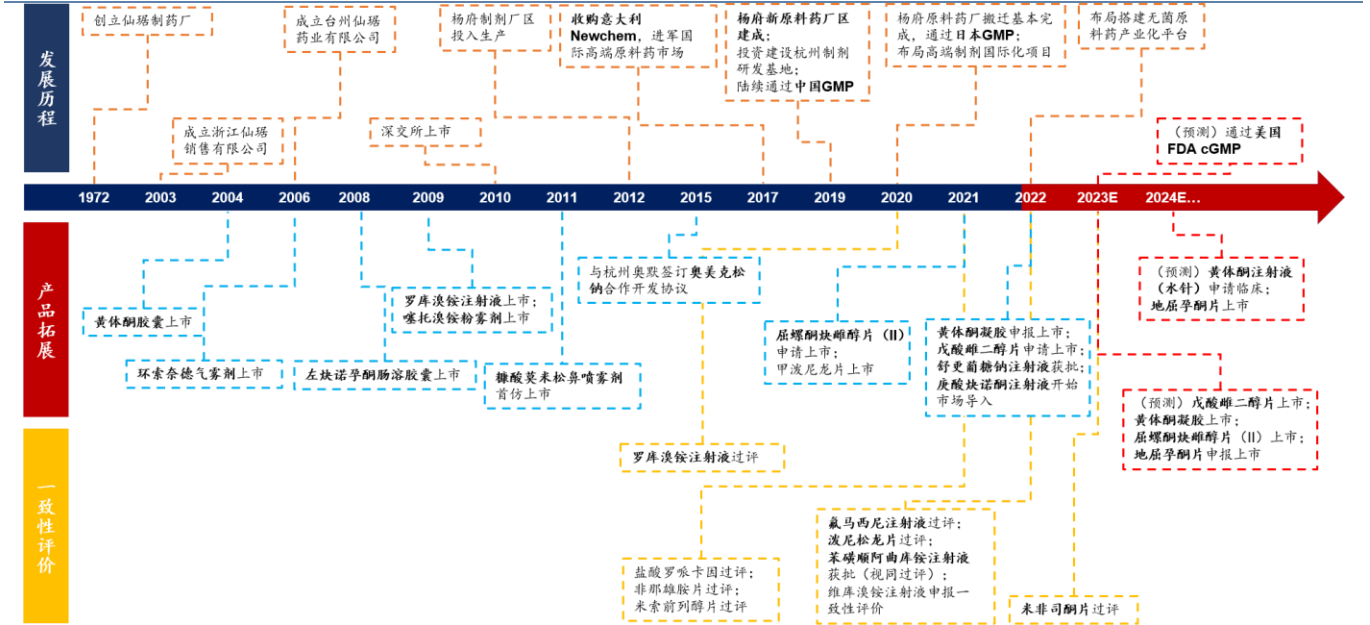 发展历程
创立仙琚制药厂
成立台州仙琚
药业有限公司
杨府制剂厂区
投入生产
收购意大利
Newchem，进军国
际高端原料药市场
杨府新原料药厂区
建成；
投资建设杭州制剂
研发基地；
陆续通过中国GMP
杨府原料药厂搬迁基本完
成，通过日本GMP；
布局高端制剂国际化项目
布局搭建无菌原
料药产业化平台
成立浙江仙琚
销售有限公司
深交所上市
（预测）通过美国
FDA cGMP
1972 2003 2004 2006 2008 2009 2010 2011 2012 2015 2017 2019 2020 2021 2022 2023E 2024E…
产品拓展
黄体酮胶囊上市
环索奈德气雾剂上市
左炔诺孕酮肠溶胶囊上市
罗库溴铵注射液上市；
噻托溴铵粉雾剂上市
糠酸莫米松鼻喷雾剂
首仿上市
与杭州奥默签订奥美克松
钠合作开发协议
屈螺酮炔雌醇片（II）
申请上市；
甲泼尼龙片上市
黄体酮凝胶申报上市；
戊酸雌二醇片申请上市；
舒更葡糖钠注射液获批；
庚酸炔诺酮注射液开始
市场导入
（预测）黄体酮注射液
（水针）申请临床；
地屈孕酮片上市
（预测）戊酸雌二醇片上市；
黄体酮凝胶上市；
屈螺酮炔雌醇片（II）上市；
地屈孕酮片申报上市
一致性评价
罗库溴铵注射液过评
盐酸罗哌卡因过评；
非那雄胺片过评；
米索前列醇片过评
氟马西尼注射液过评；
泼尼松龙片过评；
苯磺顺阿曲库铵注射液
获批（视同过评）；
维库溴铵注射液申报一
致性评价
米非司酮片过评